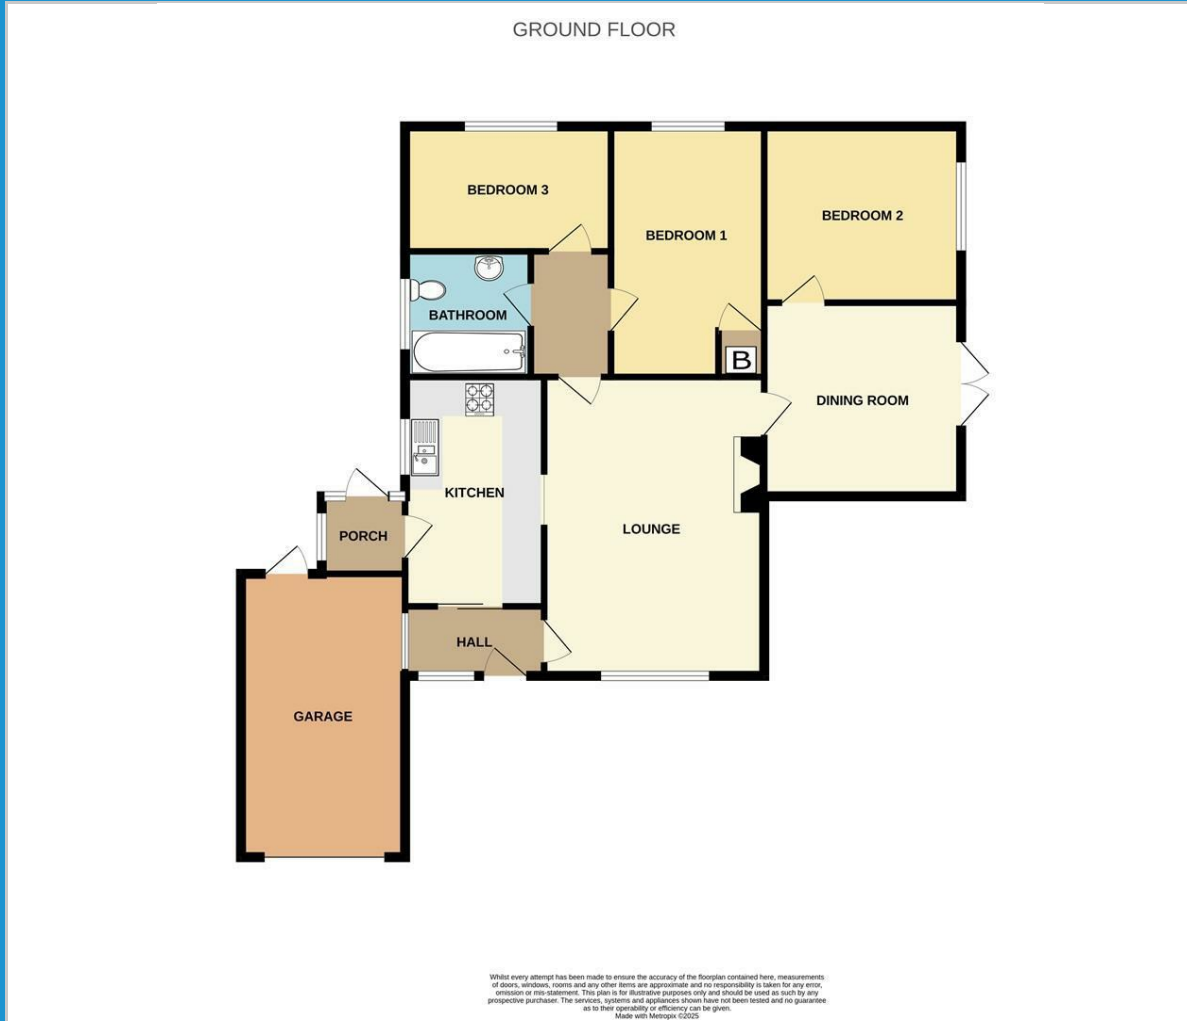 GROUND FLOOR
BEDROOM 3
BEDROOM 1
BEDROOM 2
BATHROOM
B
DINING ROOM
KITCHEN
LOUNGE
PORCH
HALL
GARAGE
Whilst every attempt has been made to ensure the accuracy of the floorplan contained here, measurements
of doors, windows, rooms and any other items are approximate and no responsibility is taken for any error,
omission or mis-statement. This plan is for illustrative purposes only and should be used as such by any
prospective purchaser. The services, systems and appliances shown have not been tested and no guarantee
as to their operability or efficiency can be given.
Made with Metropix ©2025